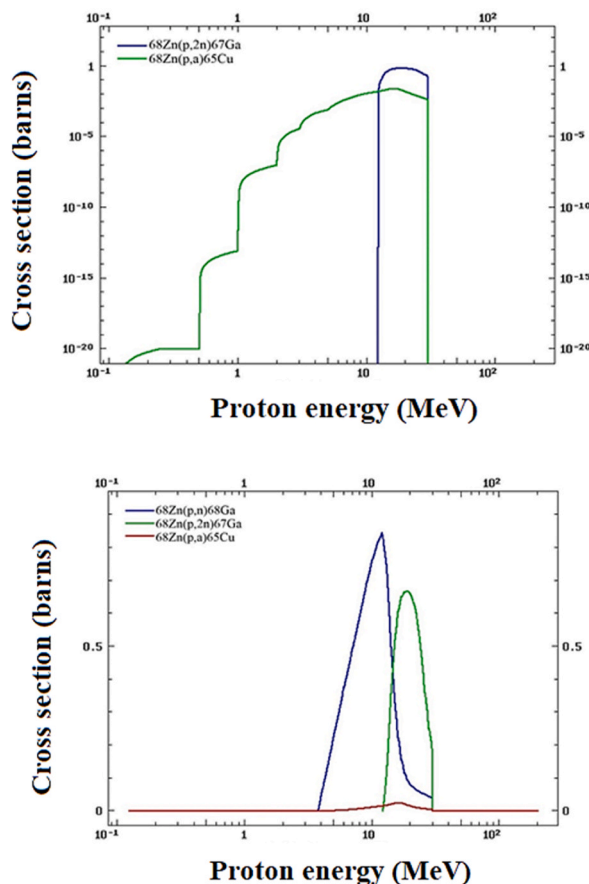 10⁻¹ 1 10 10²
68Zn(p,2n)67Ga
68Zn(p,a)65Cu
1 1
10⁻⁵ 10⁻⁵
10⁻¹⁰ 10⁻¹⁰
10⁻¹⁵ 10⁻¹⁵
10⁻²⁰ 10⁻²⁰
10⁻¹ 1 10 10²
Cross section (barns)
Proton energy (MeV)
10⁻¹ 1 10 10²
68Zn(p,n)68Ga
68Zn(p,2n)67Ga
68Zn(p,a)65Cu
0.5 0.5
0 0
10⁻¹ 1 10 10²
Cross section (barns)
Proton energy (MeV)